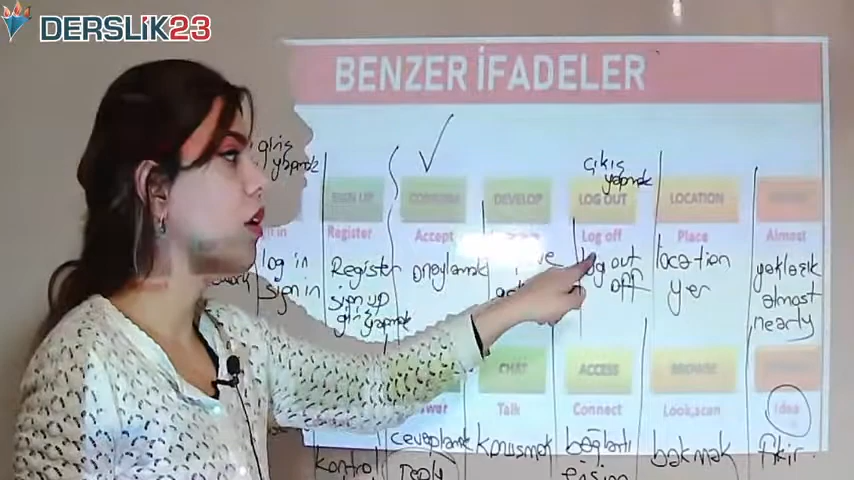 DERSLİK23
BENZER İFADELER
giriş
yapmak
çıkış
yapmak
SIGN UP
CONFIRM
DEVELOP
LOG OUT
LOCATION
Register
Accept
Log off
Place
Almost
log in
sign in
Register
sign up
giriş yapmak
onaylamak
log out
off
location
yer
yaklaşık
almost
nearly
CHAT
ACCESS
BROWSE
Talk
Connect
Look,scan
Idea
kontrol
cevaplamak
reply
konuşmak
bağlantı
bakmak
fikir